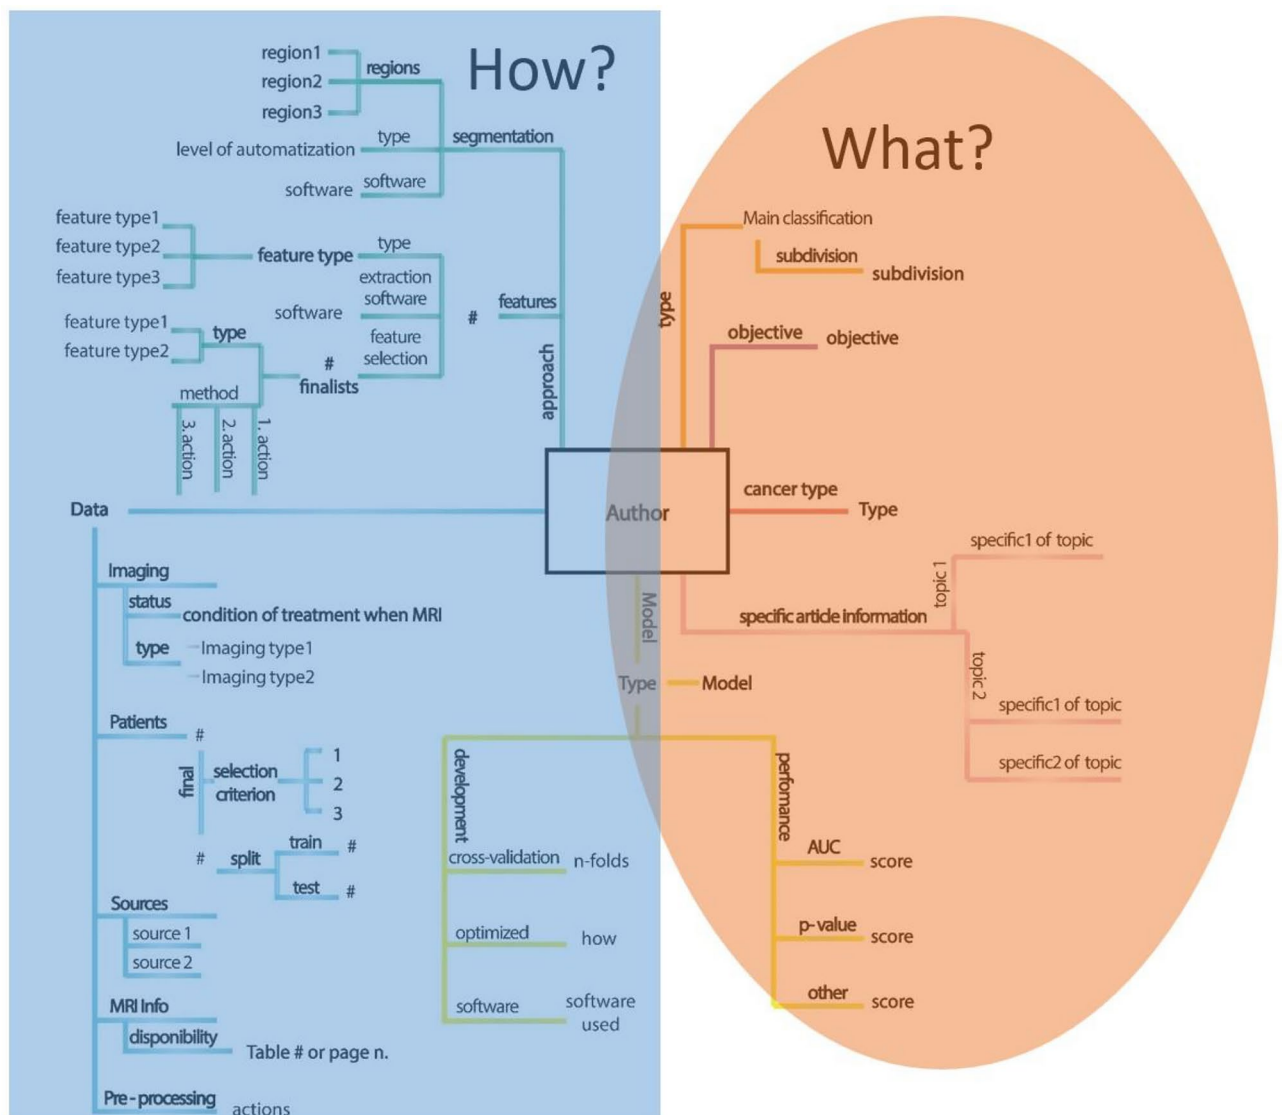 How?
region1
region2
region3
regions
type
level of automatization
software
software
segmentation
feature type1
feature type2
feature type3
feature type
type
extraction
software
software
feature
selection
#
features
feature type1
feature type2
type
#
finalists
method
3.action
2.action
1. action
approach
What?
Main classification
subdivision
subdivision
type
objective
objective
Author
cancer type
Type
specific article information
topic 1
specific1 of topic
topic 2
specific1 of topic
specific2 of topic
Data
Imaging
status
condition of treatment when MRI
type
Imaging type1
Imaging type2
Patients
#
final
selection
criterion
1
2
3
#
split
train
#
test
#
Sources
source 1
source 2
MRI Info
disponibility
Table # or page n.
Pre-processing
actions
Model
Type
Model
development
cross-validation
n-folds
optimized
how
software
software
used
perfomance
AUC
score
p-value
score
other
score